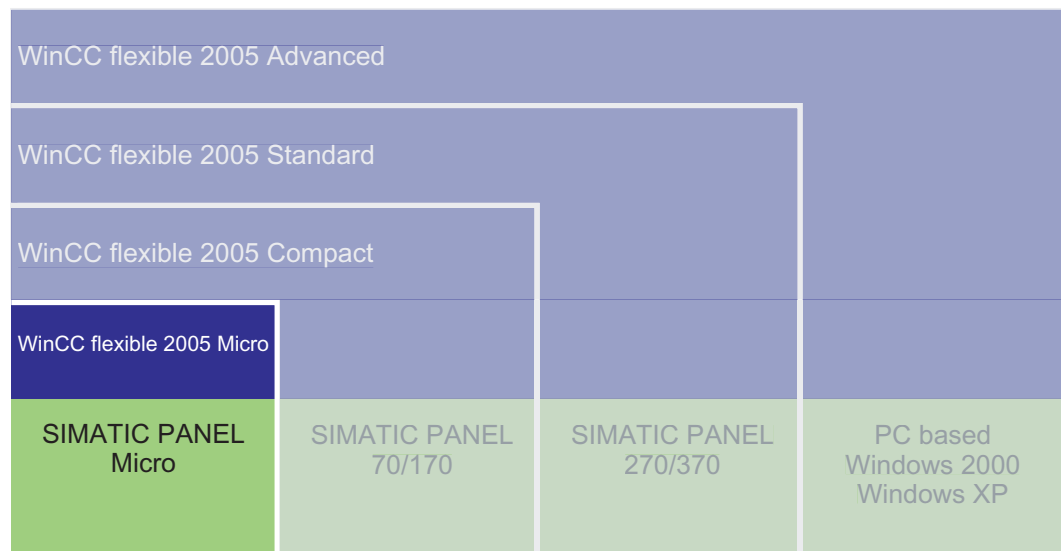 WinCC flexible 2005 Advanced
WinCC flexible 2005 Standard
WinCC flexible 2005 Compact
WinCC flexible 2005 Micro
SIMATIC PANEL
Micro
SIMATIC PANEL
70/170
SIMATIC PANEL
270/370
PC based
Windows 2000
Windows XP